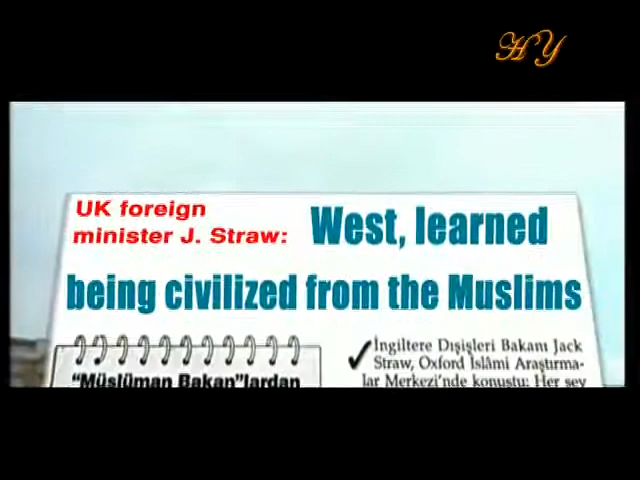 HY
UK foreign
minister J. Straw:
West, learned
being civilized from the Muslims
"Müslüman Bakan"lardan
✓ İngiltere Dışişleri Bakanı Jack
Straw, Oxford İslâmi Araştırma-
lar Merkezi'nde konuştu: Her şey